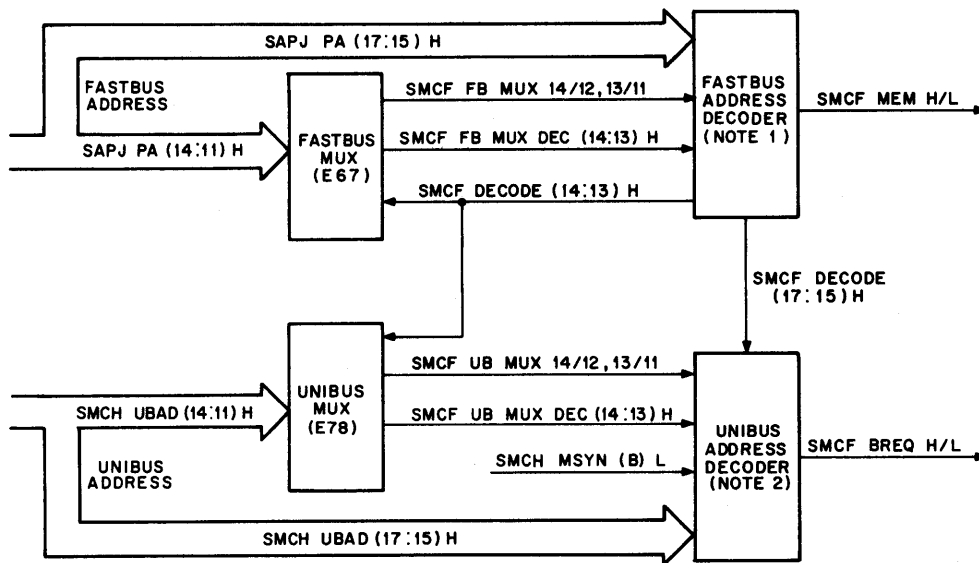 SAPJ PA (17:15) H
FASTBUS
ADDRESS
SAPJ PA (14:11) H
FASTBUS
MUX
(E67)
SMCF FB MUX 14/12, 13/11
SMCF FB MUX DEC (14:13) H
SMCF DECODE (14:13) H
FASTBUS
ADDRESS
DECODER
(NOTE 1)
SMCF MEM H/L
SMCF DECODE
(17:15) H
SMCH UBAD (14:11) H
UNIBUS
ADDRESS
UNIBUS
MUX
(E78)
SMCF UB MUX 14/12, 13/11
SMCF UB MUX DEC (14:13) H
SMCH MSYN (B) L
UNIBUS
ADDRESS
DECODER
(NOTE 2)
SMCF BREQ H/L
SMCH UBAD (17:15) H